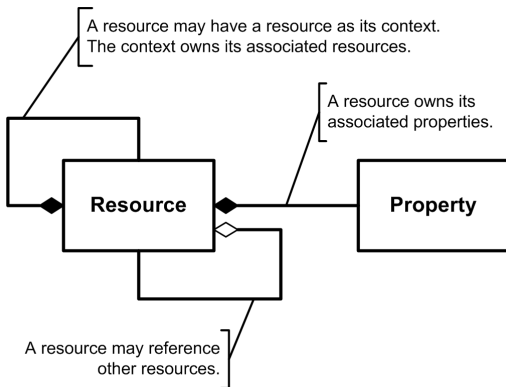 A resource may have a resource as its context.
The context owns its associated resources.
A resource owns its
associated properties.
Resource
Property
A resource may reference
other resources.